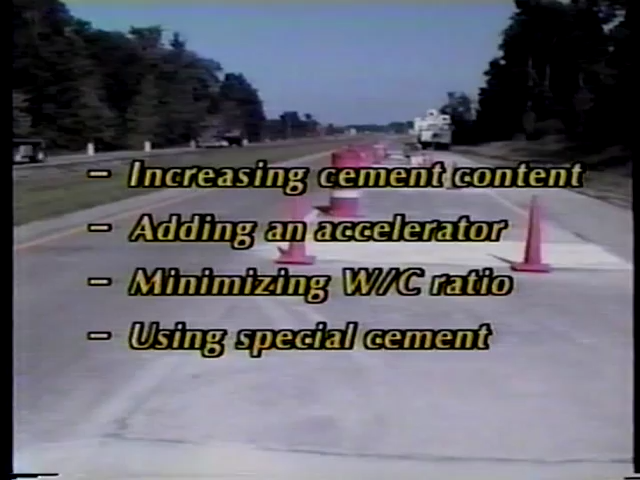 - Increasing cement content
- Adding an accelerator
- Minimizing W/C ratio
- Using special cement